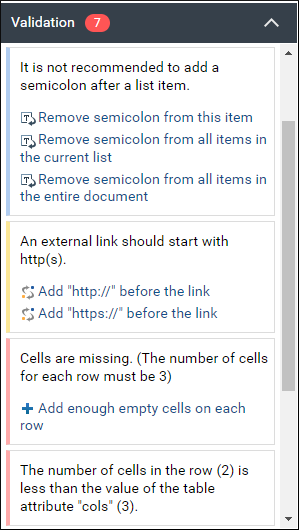 Validation 7
It is not recommended to add a
semicolon after a list item.
Remove semicolon from this item
Remove semicolon from all items in
the current list
Remove semicolon from all items in
the entire document
An external link should start with
http(s).
Add "http://" before the link
Add "https://" before the link
Cells are missing. (The number of cells
for each row must be 3)
Add enough empty cells on each
row
The number of cells in the row (2) is
less than the value of the table
attribute "cols" (3).